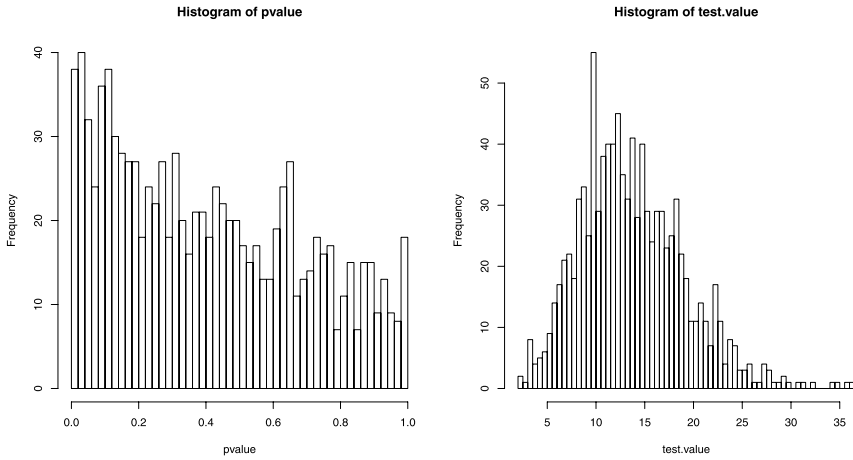 Histogram of pvalue
Frequency
0 10 20 30 40
0.0 0.2 0.4 0.6 0.8 1.0
pvalue
Histogram of test.value
Frequency
0 10 20 30 40 50
5 10 15 20 25 30 35
test.value